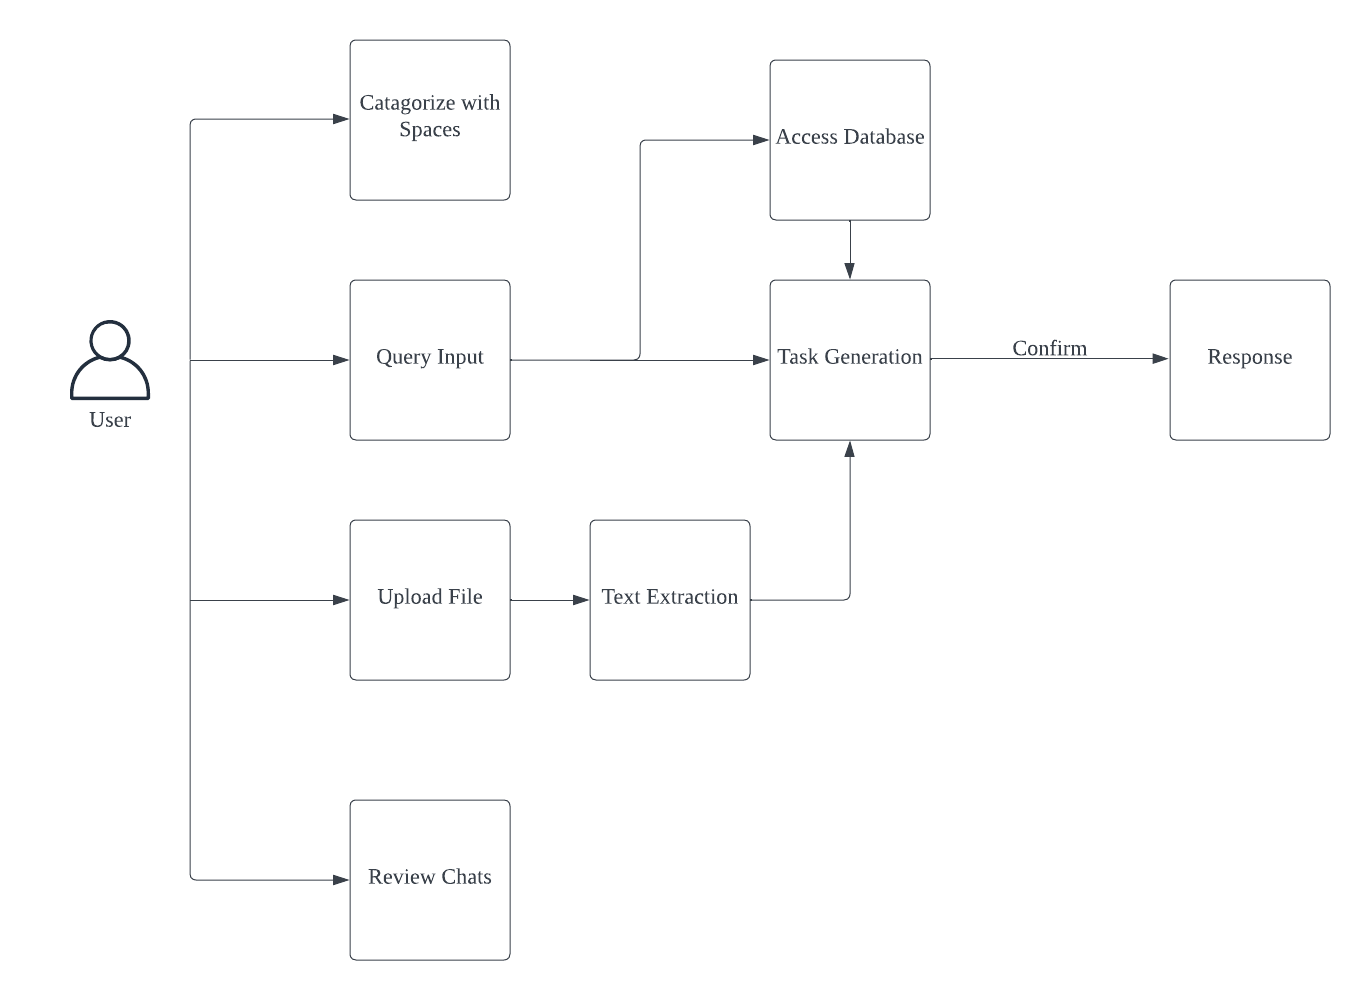 Catagorize with
Spaces
Access Database
Query Input
Task Generation
Confirm
Response
User
Upload File
Text Extraction
Review Chats